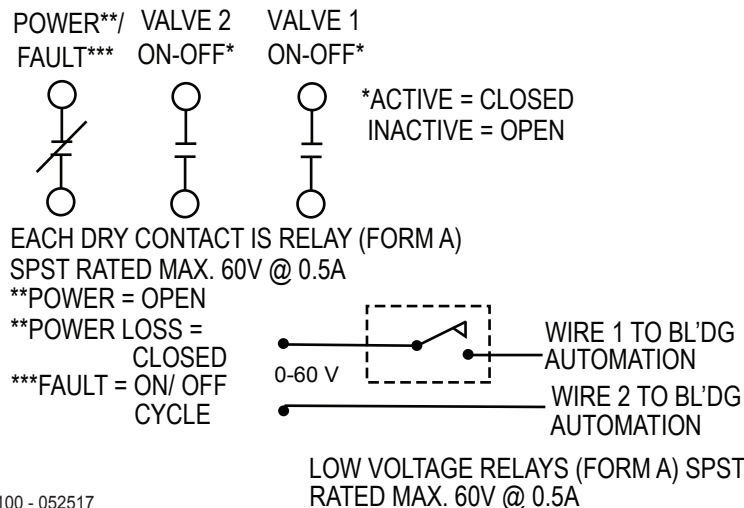 POWER**/ VALVE 2 VALVE 1
FAULT*** ON-OFF* ON-OFF*
*ACTIVE = CLOSED
INACTIVE = OPEN
EACH DRY CONTACT IS RELAY (FORM A)
SPST RATED MAX. 60V @ 0.5A
**POWER = OPEN
**POWER LOSS =
CLOSED
***FAULT = ON/ OFF
CYCLE
0-60 V
WIRE 1 TO BL'DG
AUTOMATION
WIRE 2 TO BL'DG
AUTOMATION
LOW VOLTAGE RELAYS (FORM A) SPST
RATED MAX. 60V @ 0.5A
100 - 052517